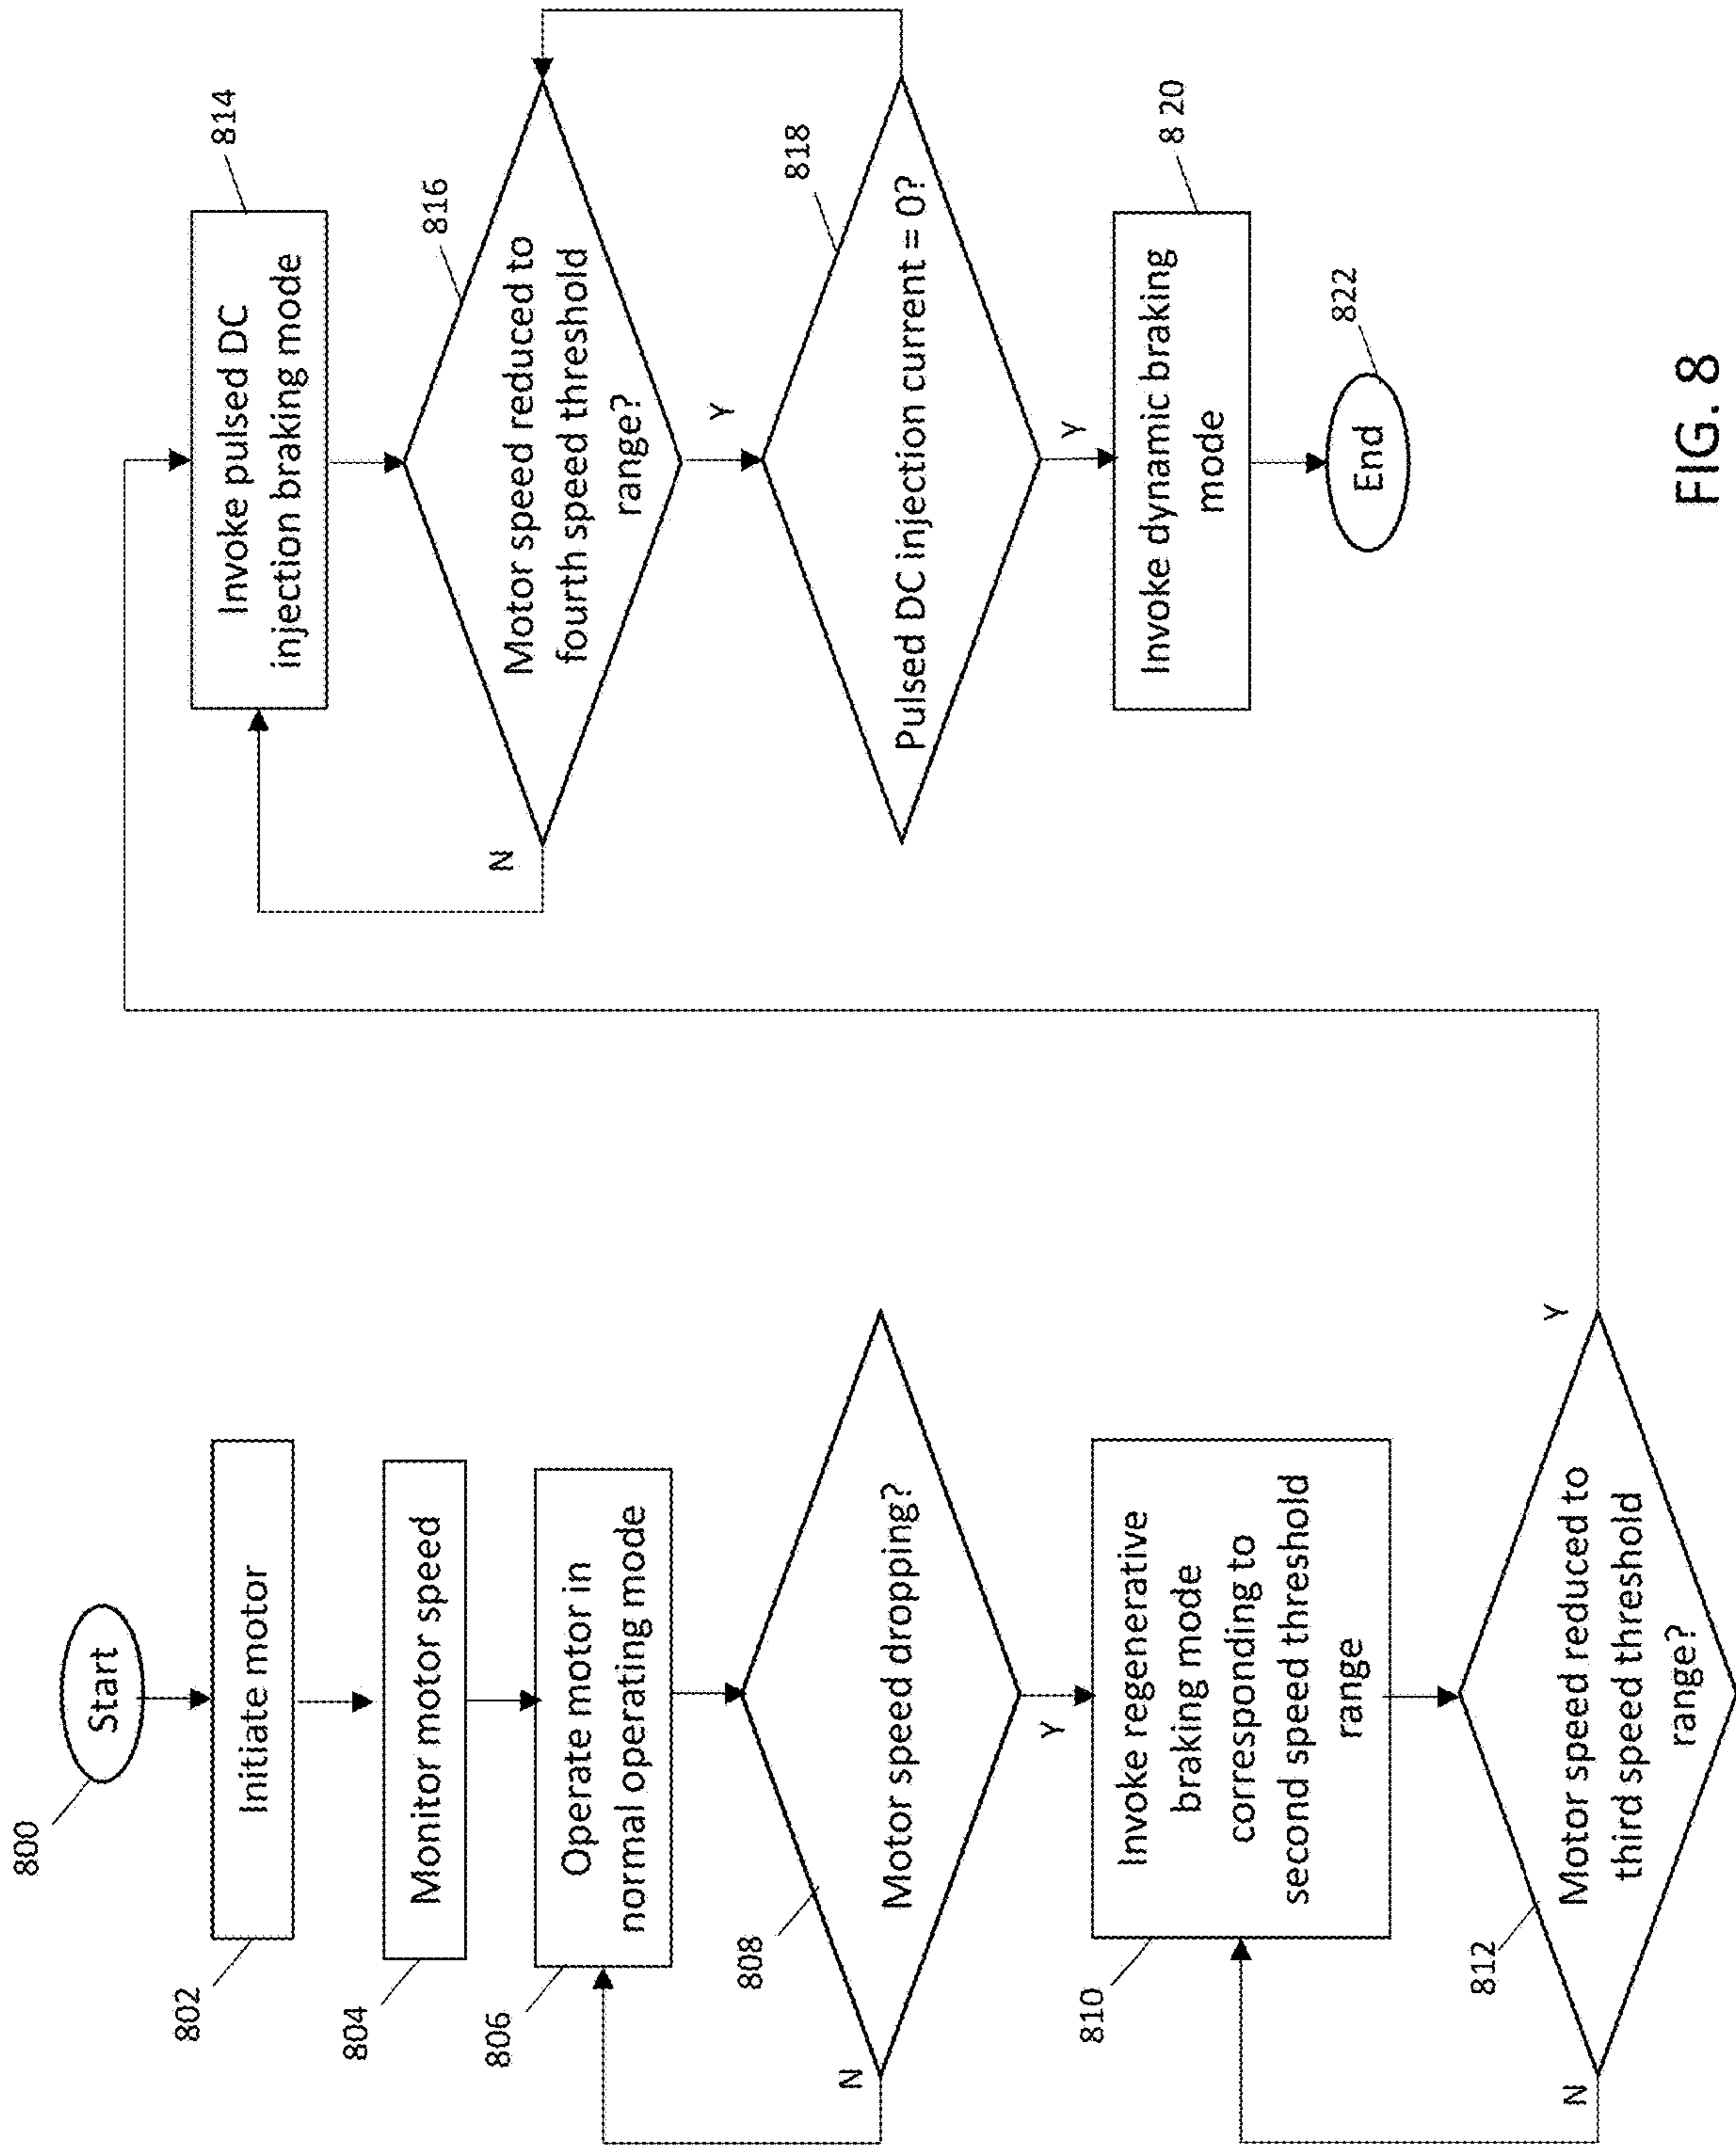 800
Start
802
Initiate motor
804
Monitor motor speed
806
Operate motor in
normal operating mode
808
Motor speed dropping?
N
Y
810
Invoke regenerative
braking mode
corresponding to
second speed threshold
range
812
Motor speed reduced to
third speed threshold
range?
N
Y
814
Invoke pulsed DC
injection braking mode
816
Motor speed reduced to
fourth speed threshold
range?
N
Y
818
Pulsed DC injection current = 0?
Y
8 20
Invoke dynamic braking
mode
822
End
FIG. 8